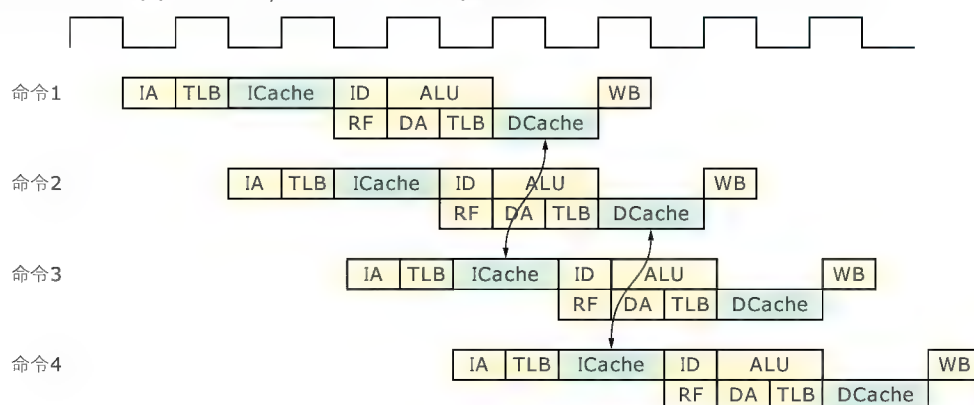 命令1 IA TLB ICache ID ALU WB
RF DA TLB DCache
命令2 IA TLB ICache ID ALU WB
RF DA TLB DCache
命令3 IA TLB ICache ID ALU WB
RF DA TLB DCache
命令4 IA TLB ICache ID ALU WB
RF DA TLB DCache